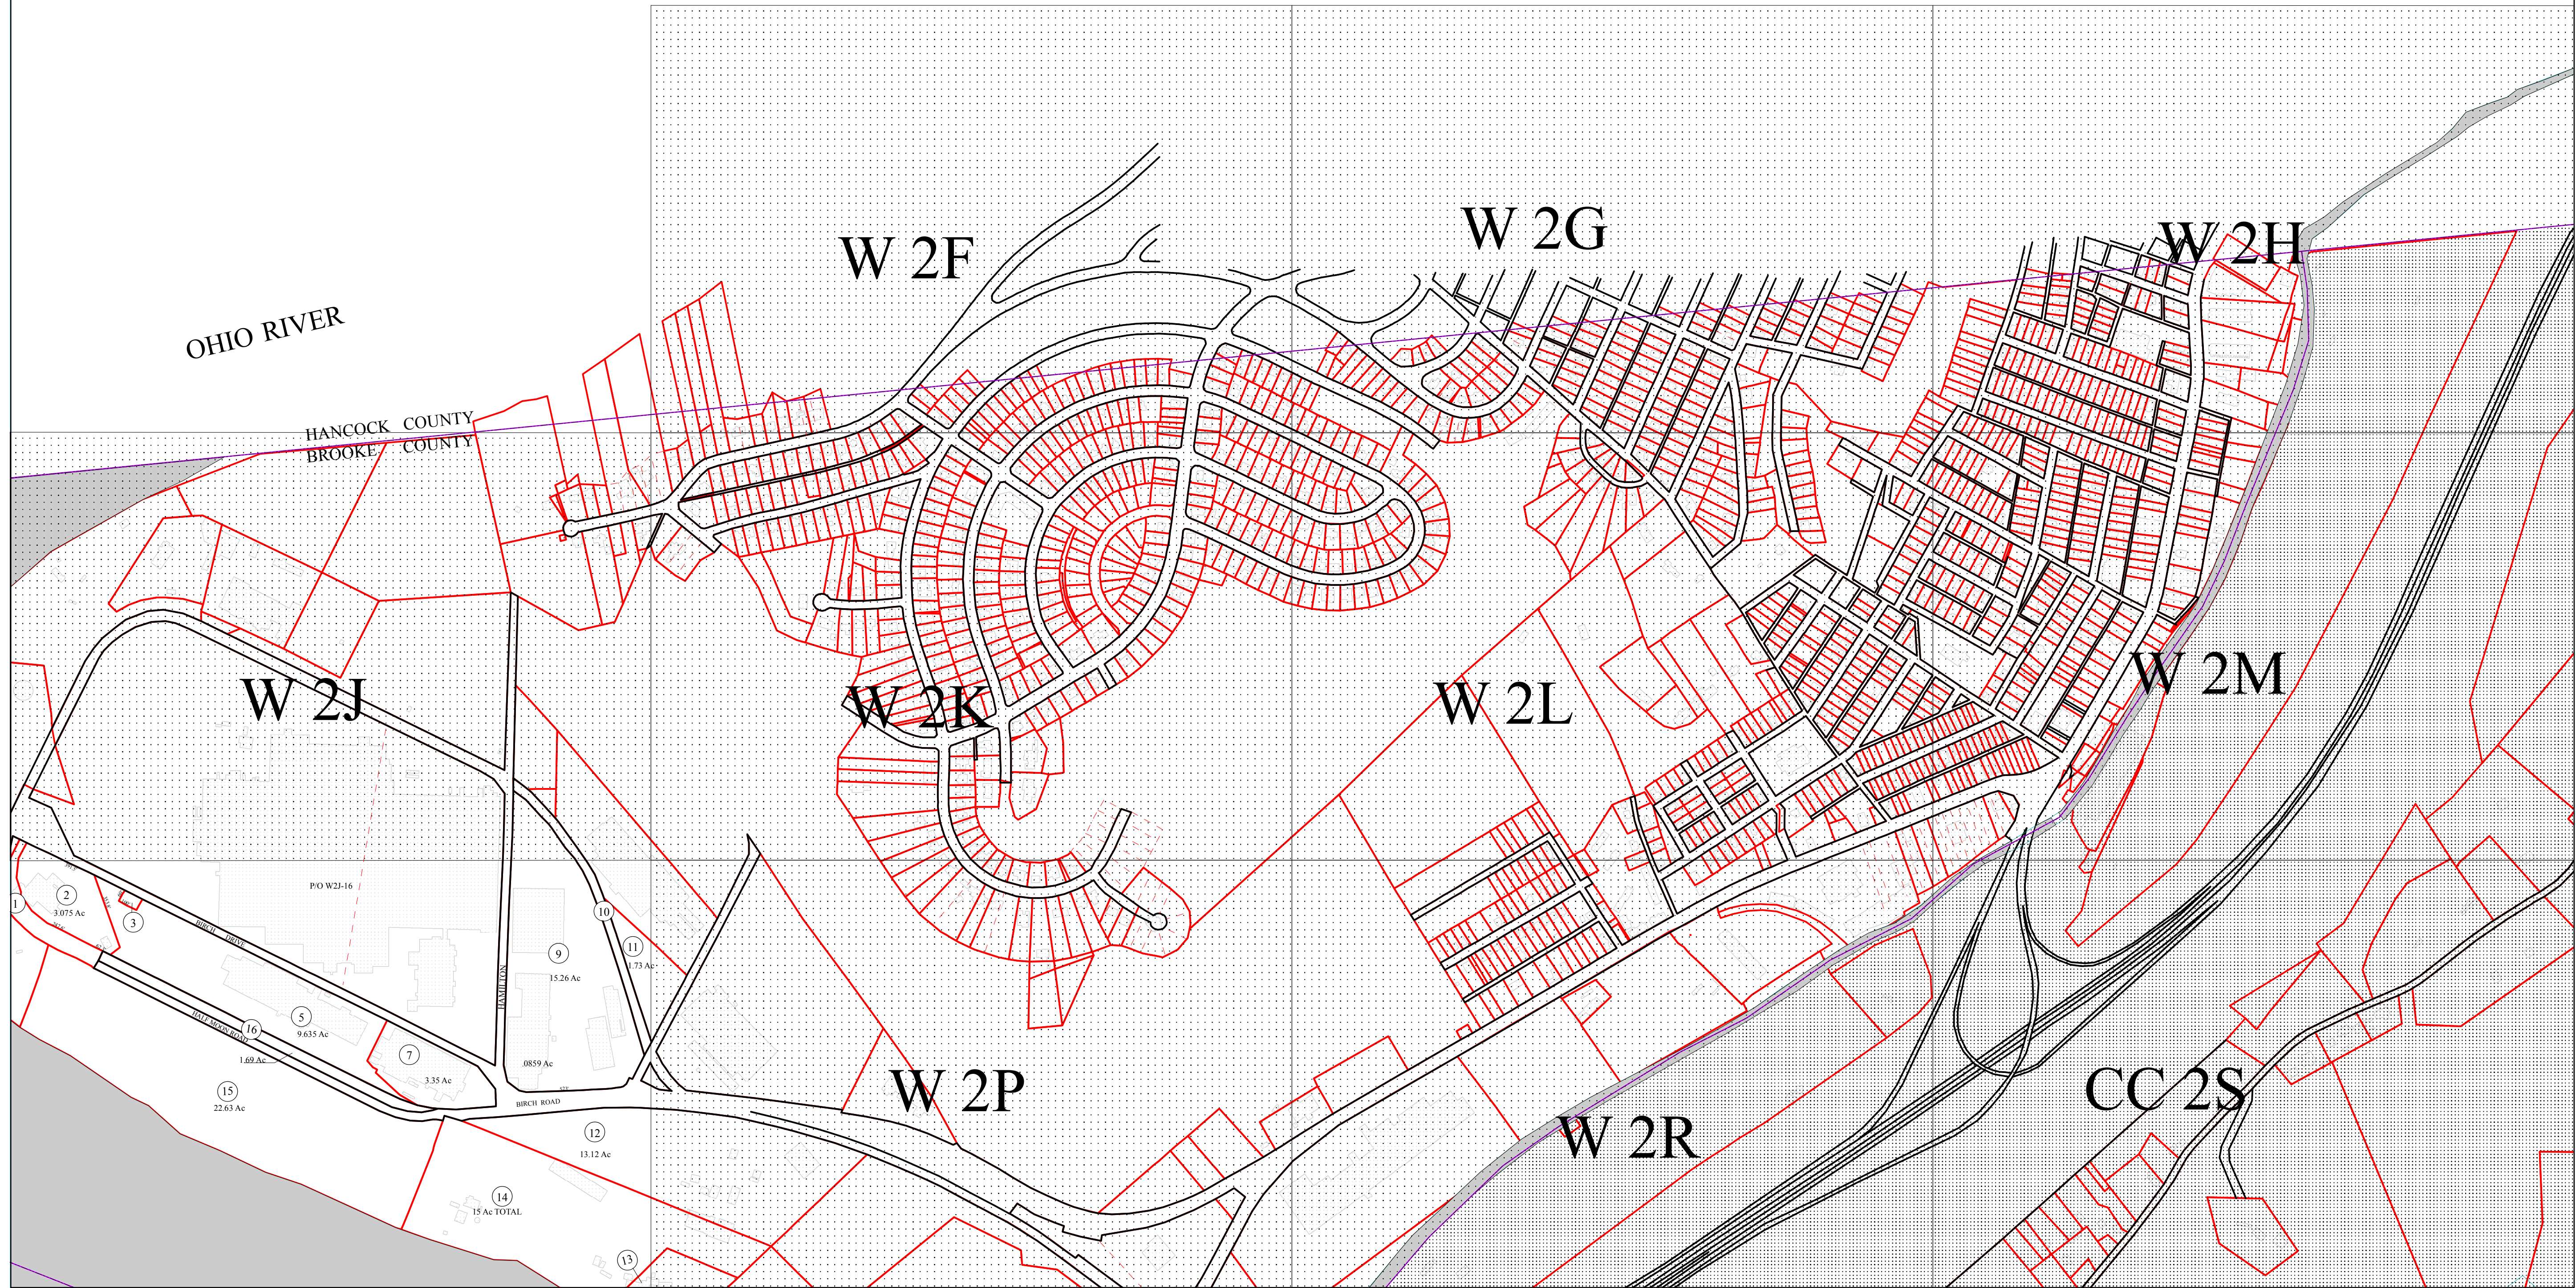 W 2F
W 2G
W 2H
OHIO RIVER
HANCOCK COUNTY
BROOKE COUNTY
W 2J
W 2K
W 2L
W 2M
P/O W2J-16
1
2
3.075 Ac
3
BIRCH DRIVE
HAMILTON
9
15.26 Ac
10
11
1.73 Ac
5
9.635 Ac
16
HALF MOON ROAD
1.69 Ac
7
3.35 Ac
.0859 Ac
15
22.63 Ac
BIRCH ROAD
12
13.12 Ac
14
15 Ac TOTAL
13
W 2P
W 2R
CC 2S